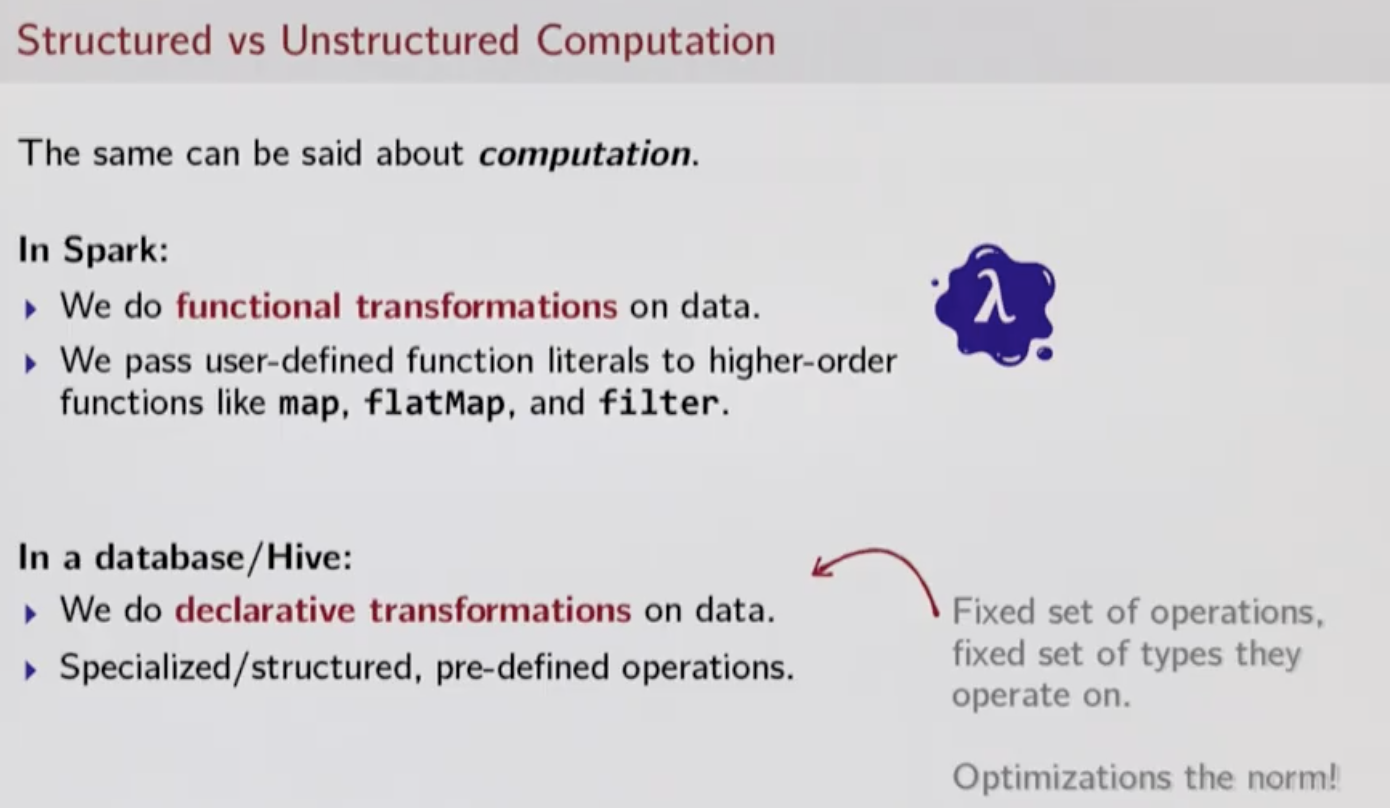 Structured vs Unstructured Computation
The same can be said about computation.
In Spark:
We do functional transformations on data.
λ
We pass user-defined function literals to higher-order
functions like map, flatMap, and filter.
In a database/Hive:
We do declarative transformations on data.
Specialized/structured, pre-defined operations.
Fixed set of operations,
fixed set of types they
operate on.
Optimizations the norm!